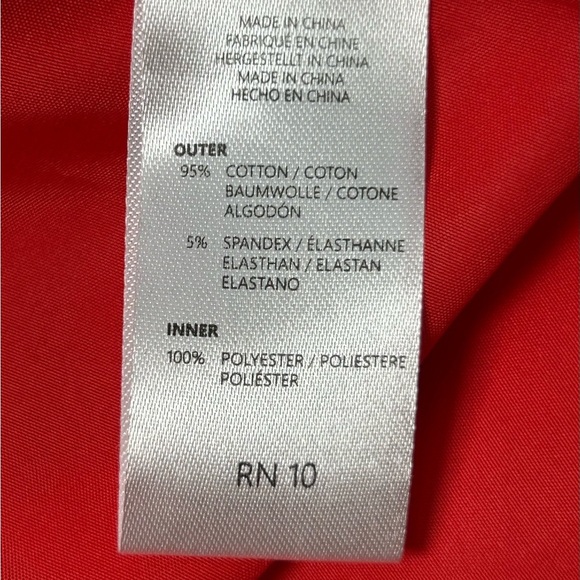 MADE IN CHINA
FABRIQUÉ EN CHINE
HERGESTELLT IN CHINA
MADE IN CHINA
HECHO EN CHINA
OUTER
95% COTTON / COTON
BAUMWOLLE / COTONE
ALGODÓN
5% SPANDEX / ÉLASTHANNE
ELASTHAN / ELASTAN
ELASTANO
INNER
100% POLYESTER / POLIESTERE
POLIÉSTER
RN 10